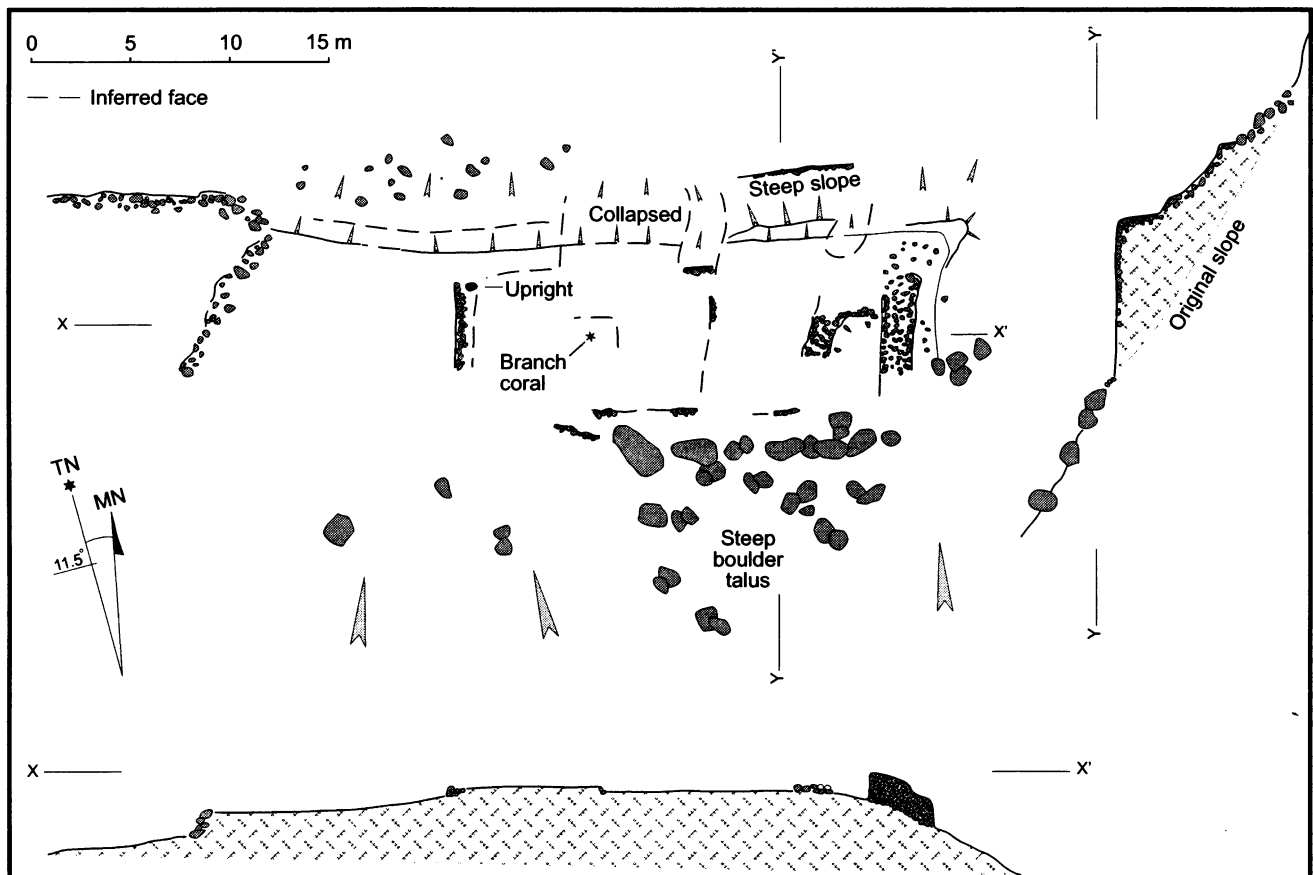 0 5 10 15 m
Inferred face
Y'
Y'
Steep slope
Collapsed
Original slope
Upright
X
X'
Branch
coral
TN
MN
11.5°
Steep
boulder
talus
Y
Y
X
X'